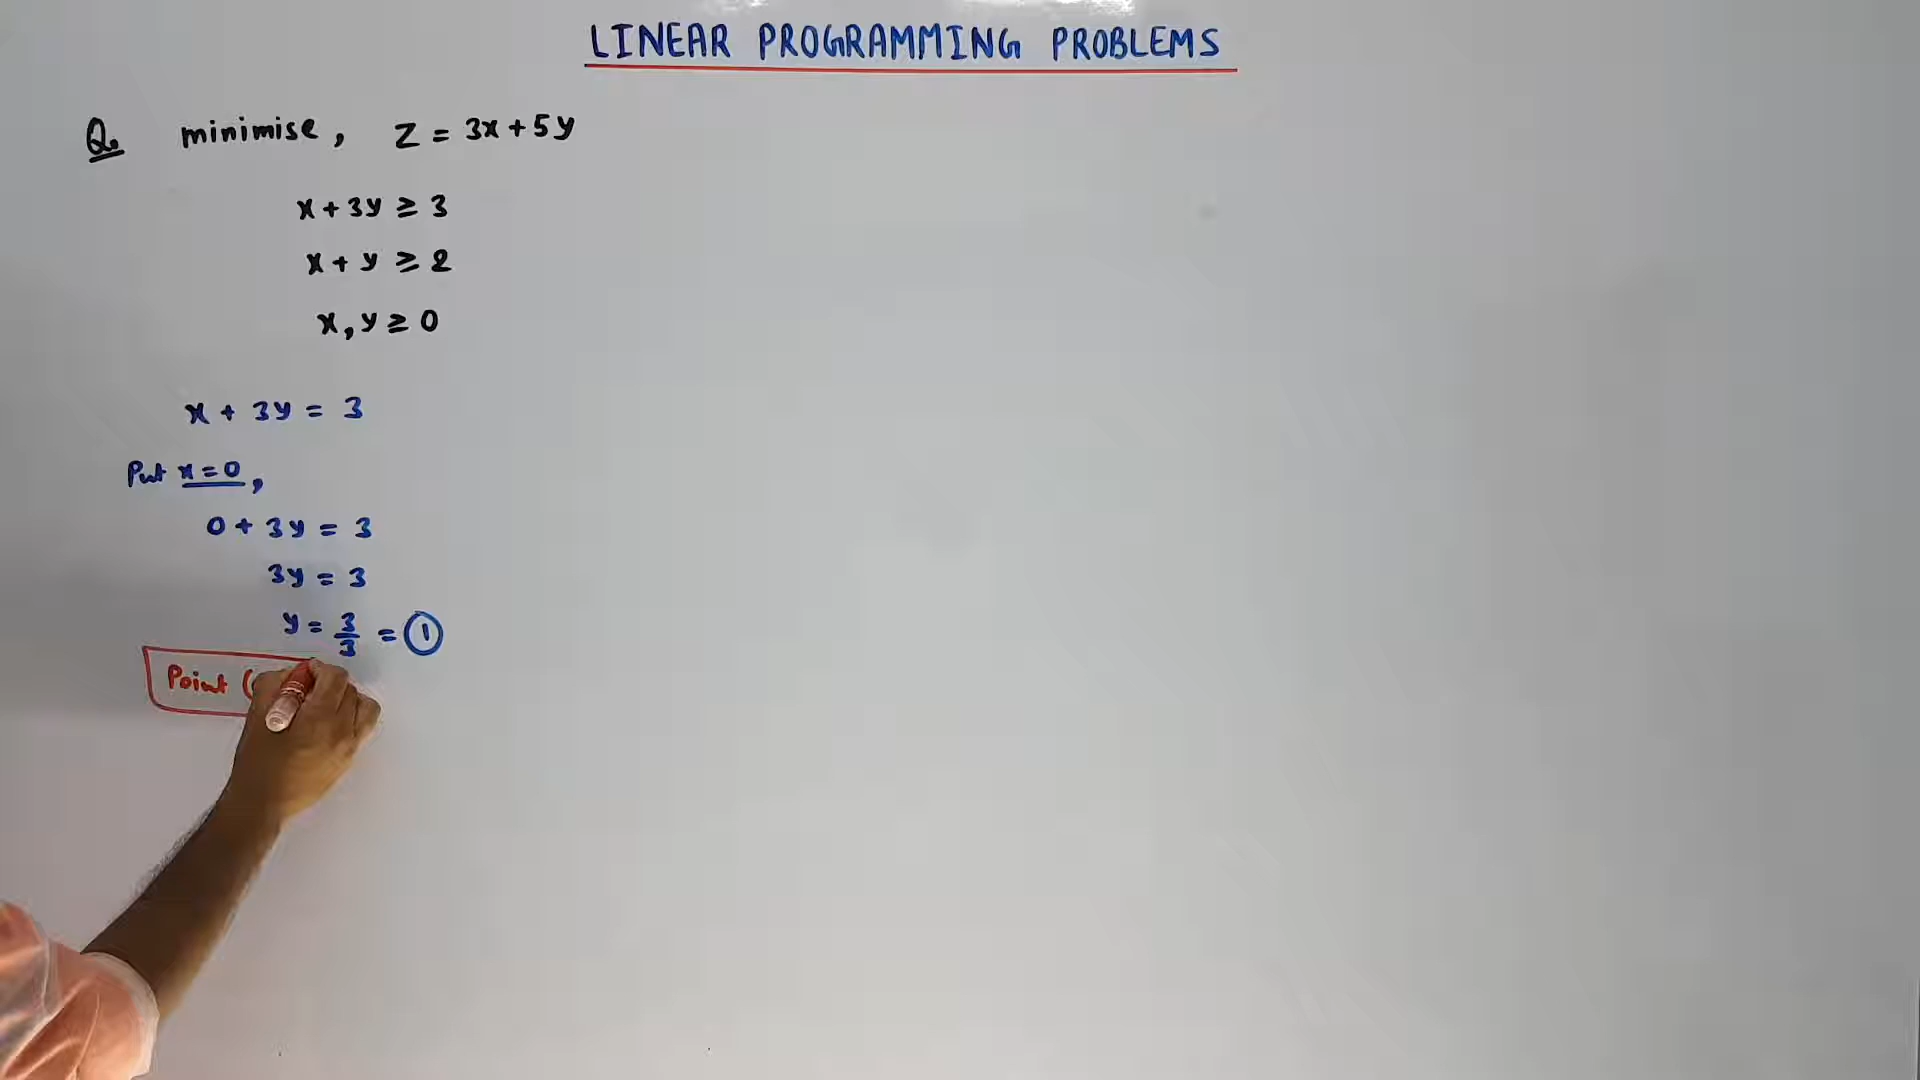 LINEAR PROGRAMMING PROBLEMS
Q. minimise, Z = 3x + 5y
x + 3y ≥ 3
x + y ≥ 2
x, y ≥ 0
x + 3y = 3
Put x = 0,
0 + 3y = 3
3y = 3
y = 3/3 = 1
Point (